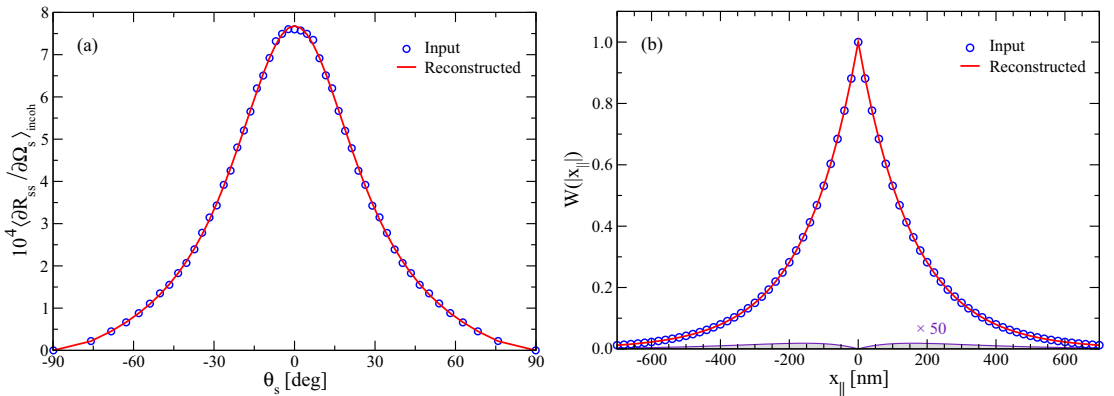 (a)
Input
Reconstructed
10⁴⟨∂R_ss/∂Ω_s⟩_incoh
8
7
6
5
4
3
2
1
0
-90 -60 -30 0 30 60 90
θ_s [deg]
(b)
Input
Reconstructed
W(|x_∥|)
1.0
0.8
0.6
0.4
0.2
0.0
× 50
-600 -400 -200 0 200 400 600
x_∥ [nm]